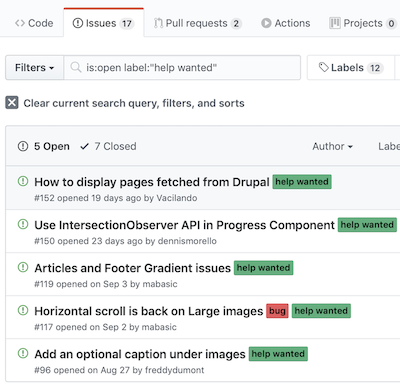 Code Issues 17 Pull requests 2 Actions Projects 0
Filters is:open label:"help wanted" Labels 12
Clear current search query, filters, and sorts
5 Open 7 Closed Author Labe
How to display pages fetched from Drupal help wanted
#152 opened 19 days ago by Vacilando
Use IntersectionObserver API in Progress Component help wanted
#150 opened 23 days ago by dennismorello
Articles and Footer Gradient issues help wanted
#119 opened on Sep 3 by mabasic
Horizontal scroll is back on Large images bug help wanted
#117 opened on Sep 2 by mabasic
Add an optional caption under images help wanted
#96 opened on Aug 27 by freddydumont